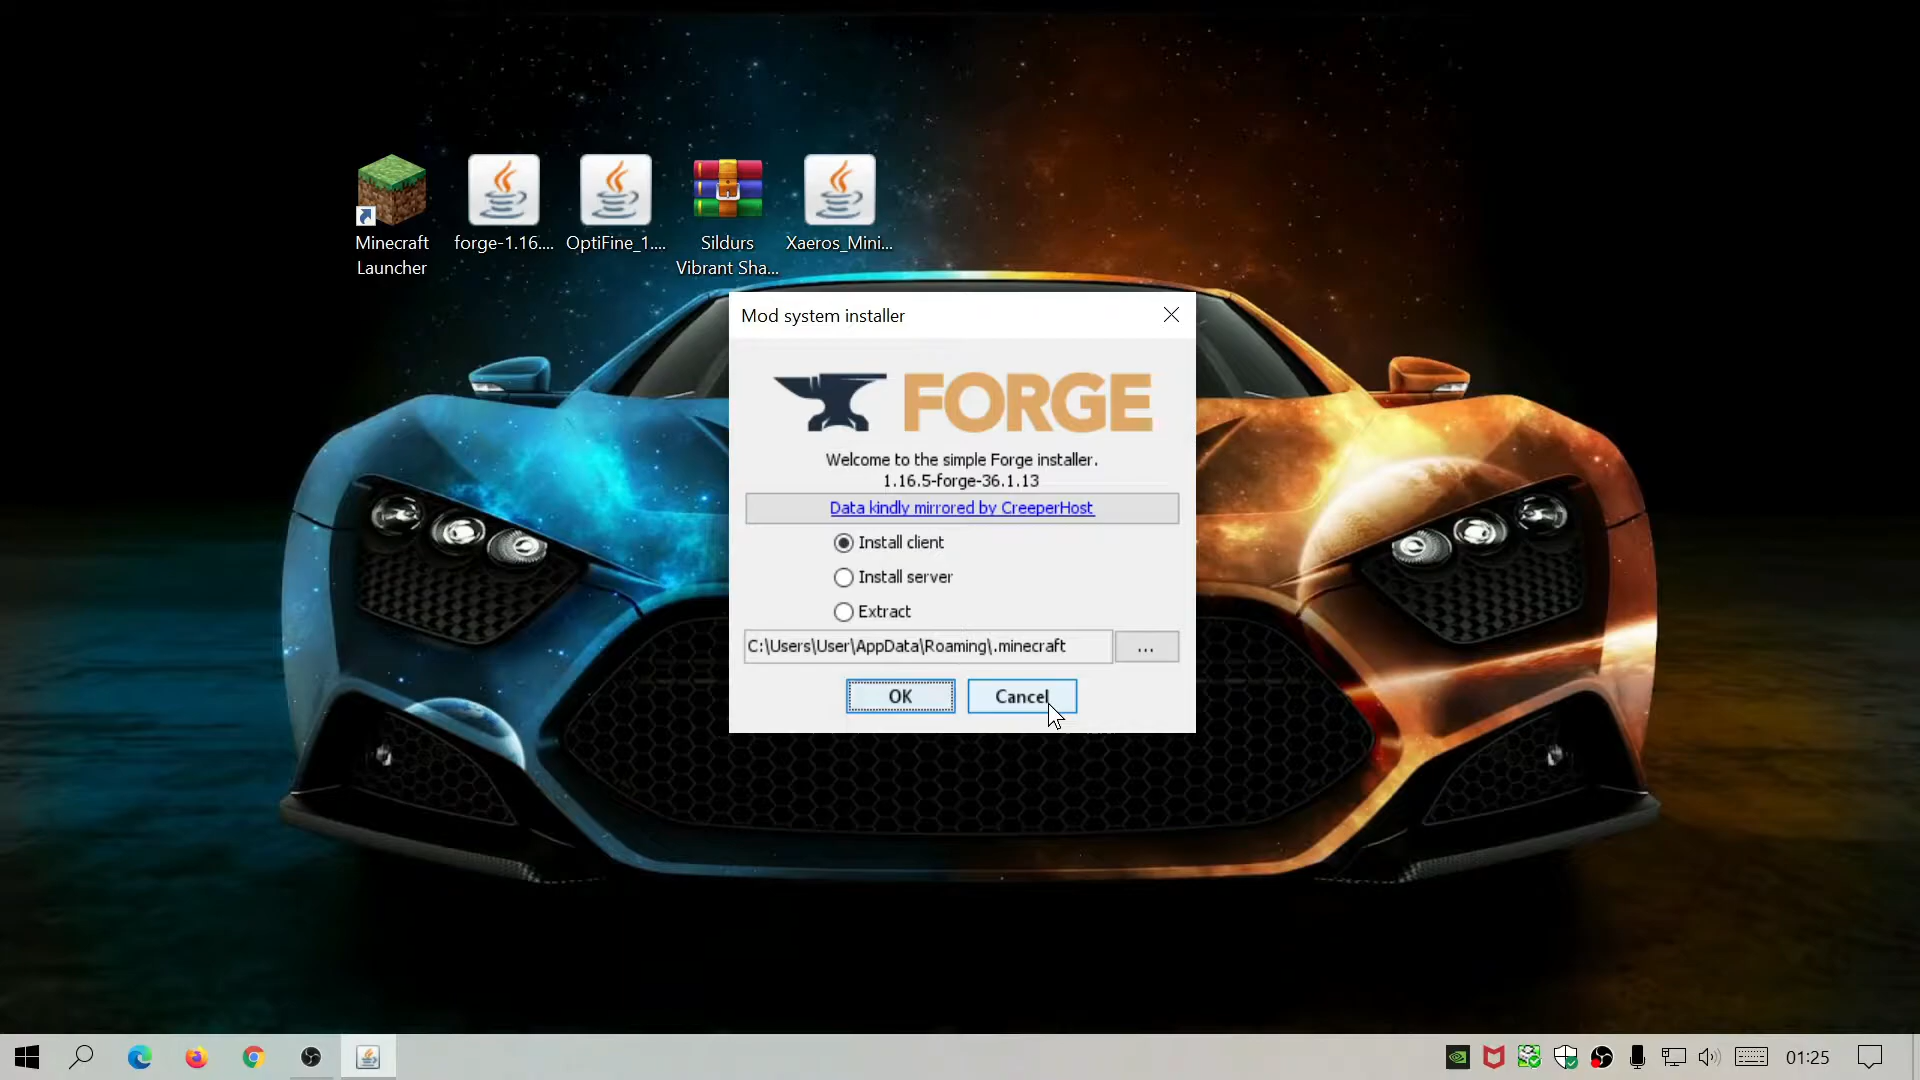 Minecraft
Launcher
forge-1.16....
OptiFine_1....
Sildurs
Vibrant Sha...
Xaeros_Mini...
Mod system installer
FORGE
Welcome to the simple Forge installer.
1.16.5-forge-36.1.13
Data kindly mirrored by CreeperHost
Install client
Install server
Extract
C:\Users\User\AppData\Roaming\.minecraft
...
OK
Cancel
01:25